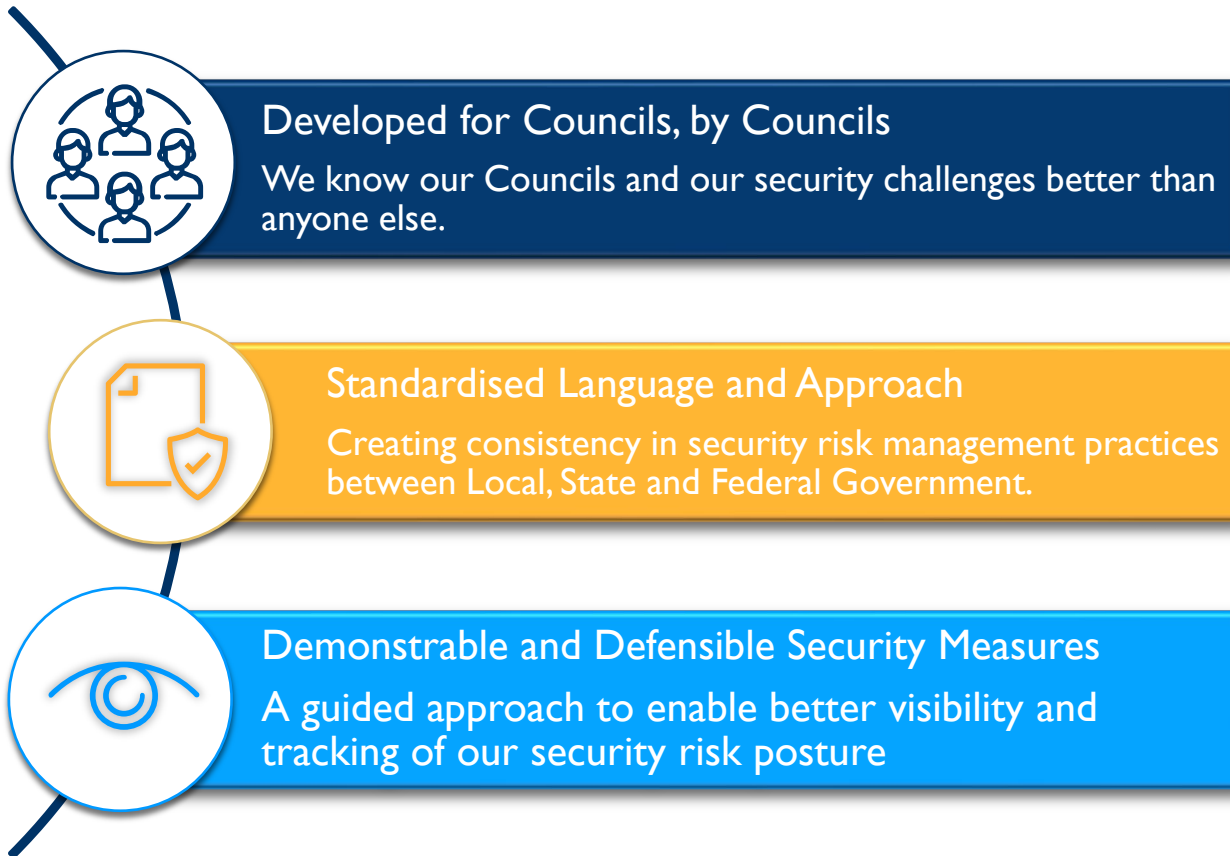 Developed for Councils, by Councils
We know our Councils and our security challenges better than
anyone else.
Standardised Language and Approach
Creating consistency in security risk management practices
between Local, State and Federal Government.
Demonstrable and Defensible Security Measures
A guided approach to enable better visibility and
tracking of our security risk posture